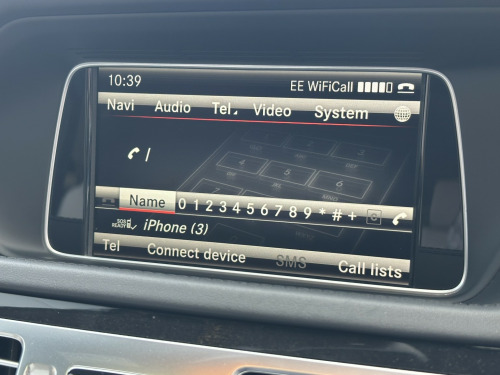 10:39 EE WiFiCall
Navi Audio Tel Video System
Name 0 1 2 3 4 5 6 7 8 9 * # +
SOS READY iPhone (3)
Tel Connect device SMS Call lists